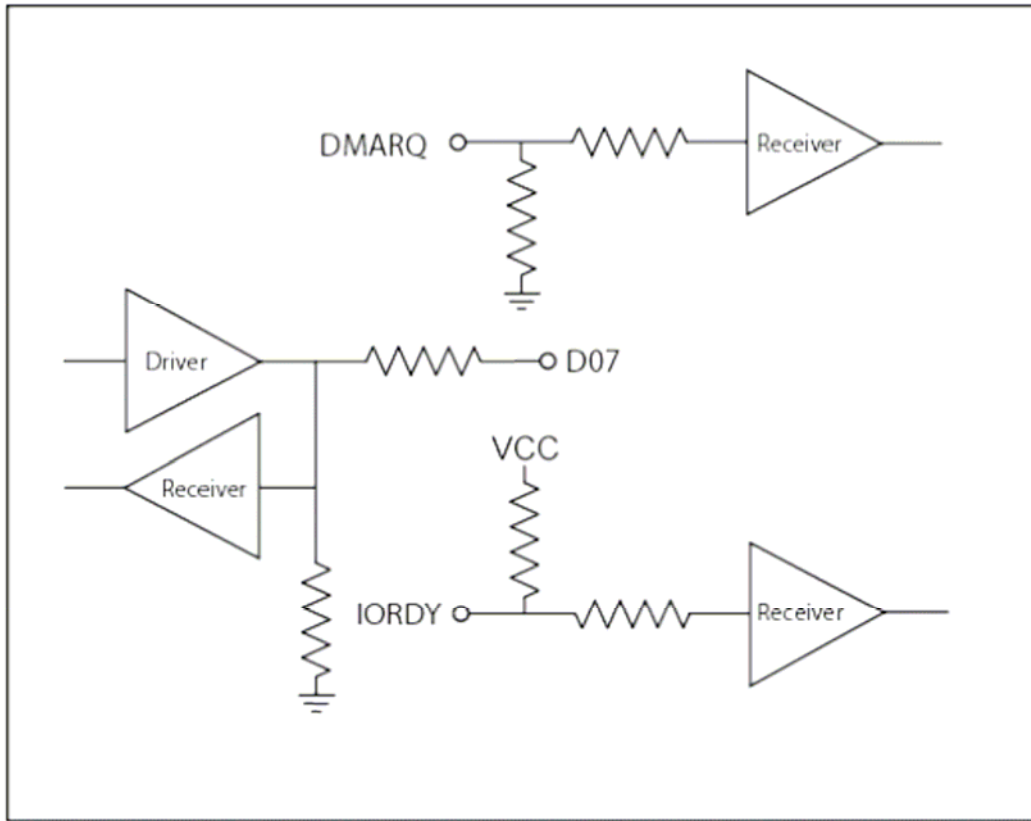 DMARQ
Receiver
Driver
D07
Receiver
VCC
IORDY
Receiver